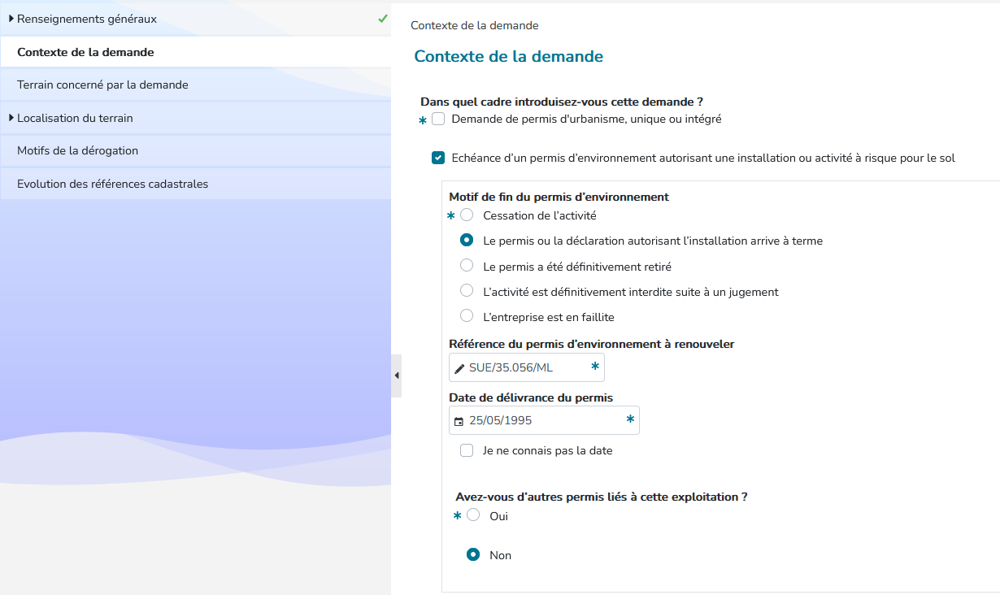 Renseignements généraux
Contexte de la demande
Terrain concerné par la demande
Localisation du terrain
Motifs de la dérogation
Evolution des références cadastrales
Contexte de la demande
Contexte de la demande
Dans quel cadre introduisez-vous cette demande ?
* Demande de permis d'urbanisme, unique ou intégré
Echéance d’un permis d’environnement autorisant une installation ou activité à risque pour le sol
Motif de fin du permis d’environnement
* Cessation de l’activité
Le permis ou la déclaration autorisant l’installation arrive à terme
Le permis a été définitivement retiré
L’activité est définitivement interdite suite à un jugement
L’entreprise est en faillite
Référence du permis d’environnement à renouveler
SUE/35.056/ML *
Date de délivrance du permis
25/05/1995 *
Je ne connais pas la date
Avez-vous d’autres permis liés à cette exploitation ?
* Oui
Non